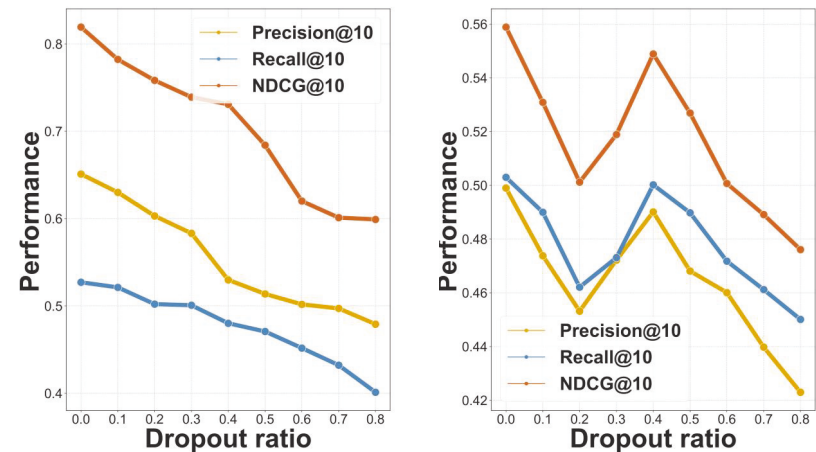 Precision@10
Recall@10
NDCG@10
0.8
0.7
0.6
0.5
0.4
Performance
0.0 0.1 0.2 0.3 0.4 0.5 0.6 0.7 0.8
Dropout ratio
0.56
0.54
0.52
0.50
0.48
0.46
0.44
0.42
Performance
Precision@10
Recall@10
NDCG@10
0.0 0.1 0.2 0.3 0.4 0.5 0.6 0.7 0.8
Dropout ratio